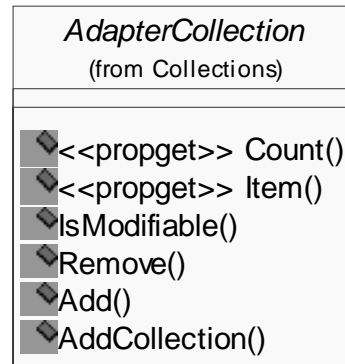 AdapterCollection
(from Collections)
<<propget>> Count()
<<propget>> Item()
IsModifiable()
Remove()
Add()
AddCollection()